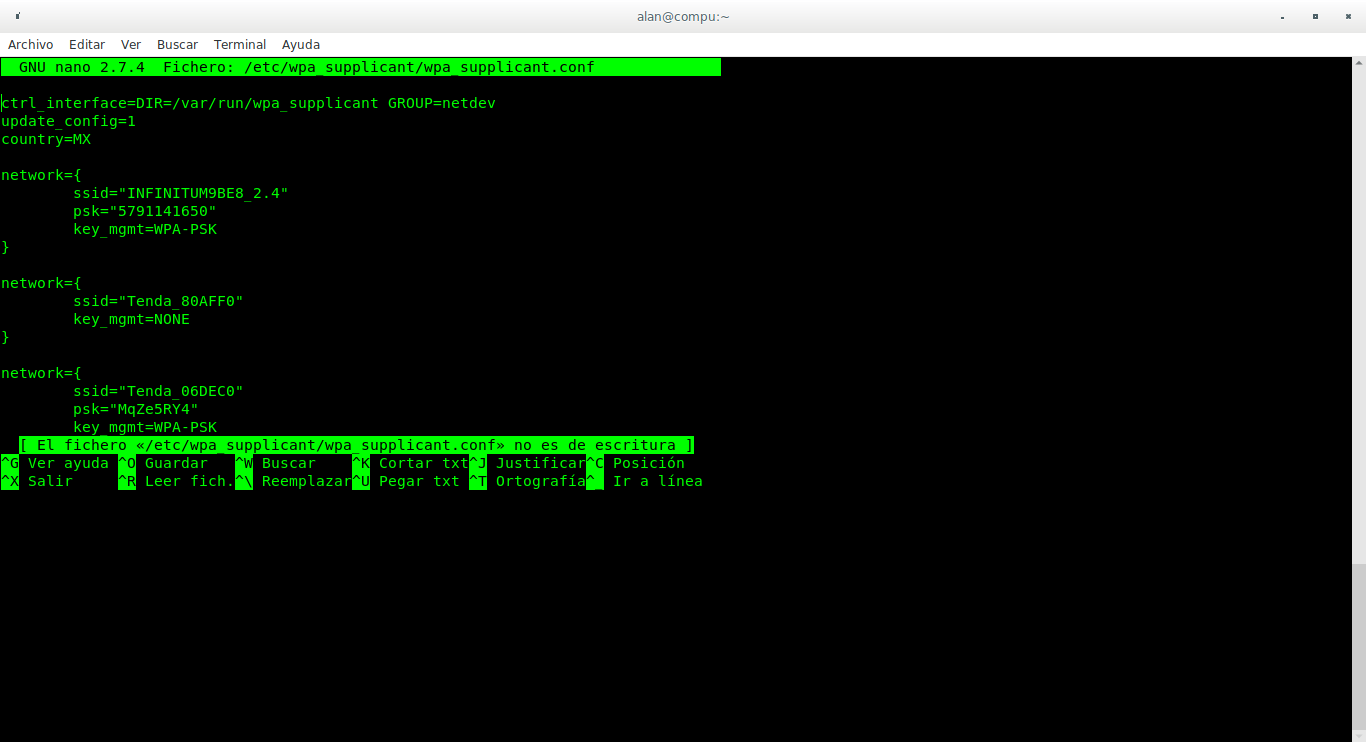 alan@compu:~
Archivo Editar Ver Buscar Terminal Ayuda
GNU nano 2.7.4 Fichero: /etc/wpa_supplicant/wpa_supplicant.conf
ctrl_interface=DIR=/var/run/wpa_supplicant GROUP=netdev
update_config=1
country=MX
network={
ssid="INFINITUM9BE8_2.4"
psk="5791141650"
key_mgmt=WPA-PSK
}
network={
ssid="Tenda_80AFF0"
key_mgmt=NONE
}
network={
ssid="Tenda_06DEC0"
psk="MqZe5RY4"
key_mgmt=WPA-PSK
[ El fichero «/etc/wpa_supplicant/wpa_supplicant.conf» no es de escritura ]
^G Ver ayuda ^O Guardar ^W Buscar ^K Cortar txt^J Justificar^C Posición
^X Salir ^R Leer fich.^\ Reemplazar^U Pegar txt ^T Ortografía^_ Ir a línea